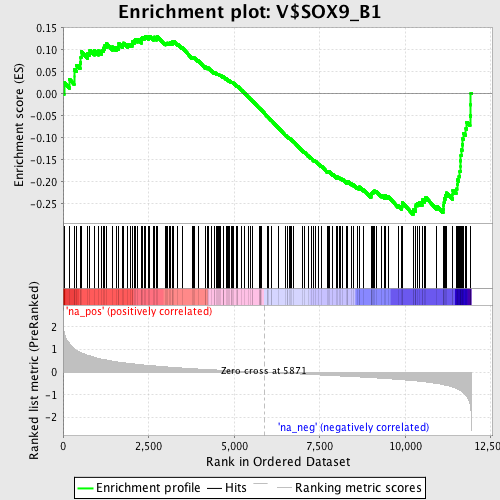 Enrichment plot: V$SOX9_B1
Enrichment score (ES)
0.15
0.10
0.05
0.00
-0.05
-0.10
-0.15
-0.20
-0.25
'na_pos' (positively correlated)
Ranked list metric (PreRanked)
2
1
0
-1
-2
Zero cross at 5871
'na_neg' (negatively correlated)
0
2,500
5,000
7,500
10,000
12,500
Rank in Ordered Dataset
Enrichment profile
Hits
Ranking metric scores